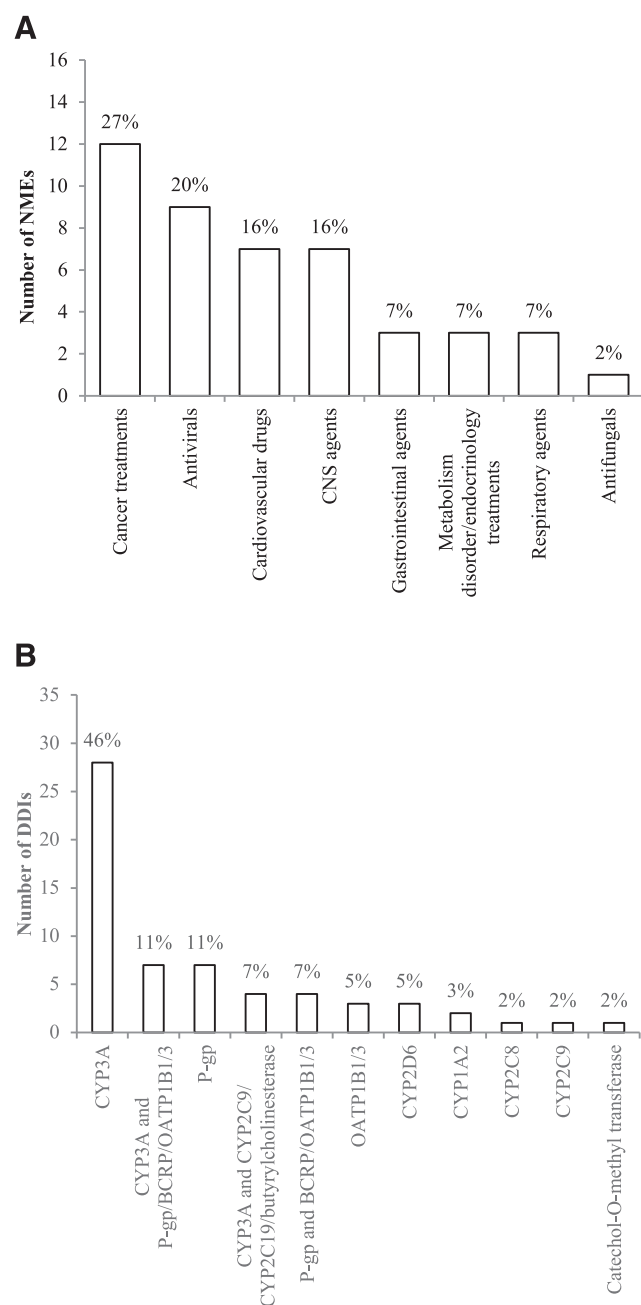 A
Number of NMEs
16
14
12
10
8
6
4
2
0
27%
20%
16%
16%
7%
7%
7%
2%
Cancer treatments
Antivirals
Cardiovascular drugs
CNS agents
Gastrointestinal agents
Metabolism
disorder/endocrinology
treatments
Respiratory agents
Antifungals
B
Number of DDIs
35
30
25
20
15
10
5
0
46%
11%
11%
7%
7%
5%
5%
3%
2%
2%
2%
CYP3A
CYP3A and
P-gp/BCRP/OATP1B1/3
P-gp
CYP3A and CYP2C9/
CYP2C19/butyrylcholinesterase
P-gp and BCRP/OATP1B1/3
OATP1B1/3
CYP2D6
CYP1A2
CYP2C8
CYP2C9
Catechol-O-methyl transferase